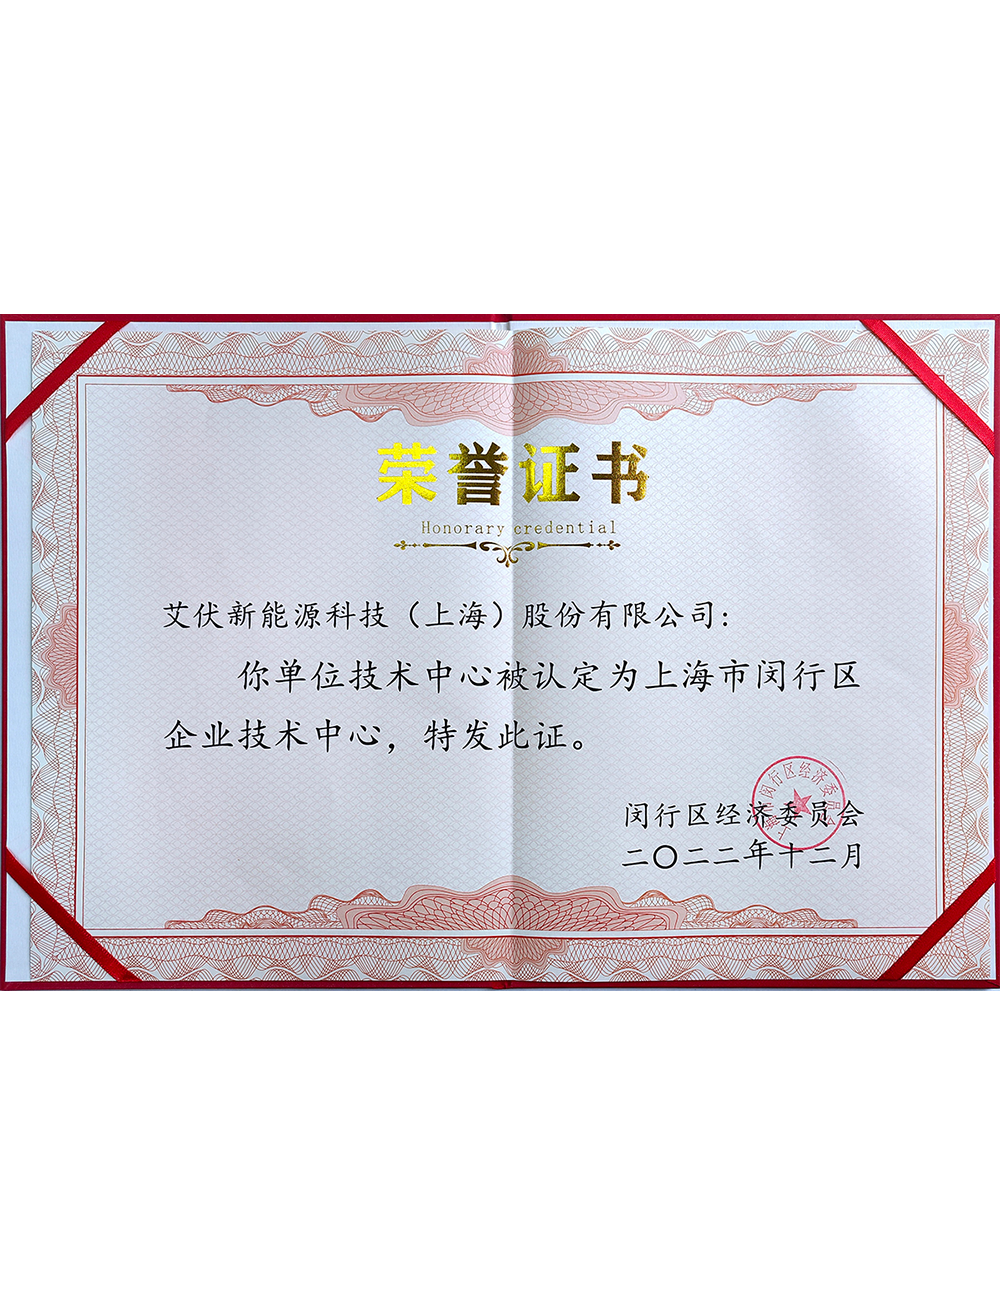 荣誉证书
Honorary credential
艾伏新能源科技（上海）股份有限公司：
你单位技术中心被认定为上海市闵行区
企业技术中心，特发此证。
上海市闵行区经济委员会
闵行区经济委员会
二〇二二年十二月